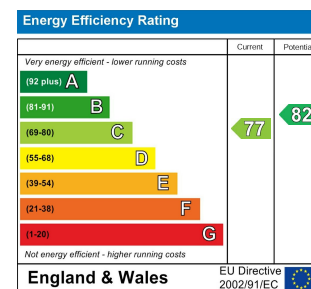 Energy Efficiency Rating
Current Potentia
Very energy efficient - lower running costs
(92 plus) A
(81-91) B
(69-80) C
(55-68) D
(39-54) E
(21-38) F
(1-20) G
77
82
Not energy efficient - higher running costs
England & Wales
EU Directive
2002/91/EC